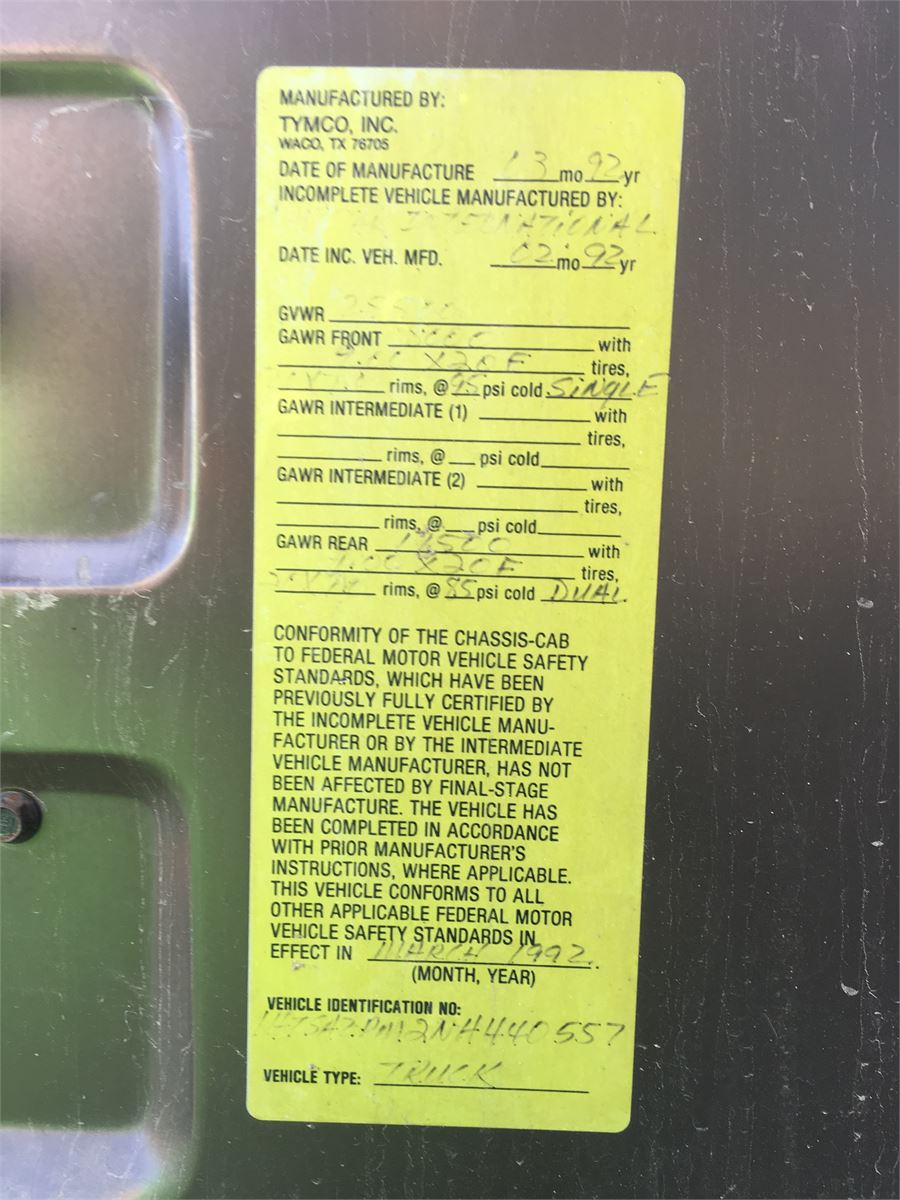 MANUFACTURED BY:
TYMCO, INC.
WACO, TX 76705
DATE OF MANUFACTURE 03 mo 92 yr
INCOMPLETE VEHICLE MANUFACTURED BY:
INTERNATIONAL
DATE INC. VEH. MFD. 02 mo 92 yr
GVWR
GAWR FRONT with
X20F tires,
rims, @ 95 psi cold SINGLE
GAWR INTERMEDIATE (1) with
tires,
rims, @ psi cold
GAWR INTERMEDIATE (2) with
tires,
rims, @ psi cold
GAWR REAR with
X20F tires,
rims, @ 85 psi cold DUAL
CONFORMITY OF THE CHASSIS-CAB
TO FEDERAL MOTOR VEHICLE SAFETY
STANDARDS, WHICH HAVE BEEN
PREVIOUSLY FULLY CERTIFIED BY
THE INCOMPLETE VEHICLE MANU-
FACTURER OR BY THE INTERMEDIATE
VEHICLE MANUFACTURER, HAS NOT
BEEN AFFECTED BY FINAL-STAGE
MANUFACTURE. THE VEHICLE HAS
BEEN COMPLETED IN ACCORDANCE
WITH PRIOR MANUFACTURER'S
INSTRUCTIONS, WHERE APPLICABLE.
THIS VEHICLE CONFORMS TO ALL
OTHER APPLICABLE FEDERAL MOTOR
VEHICLE SAFETY STANDARDS IN
EFFECT IN MARCH 1992.
(MONTH, YEAR)
VEHICLE IDENTIFICATION NO:
VEHICLE TYPE: TRUCK